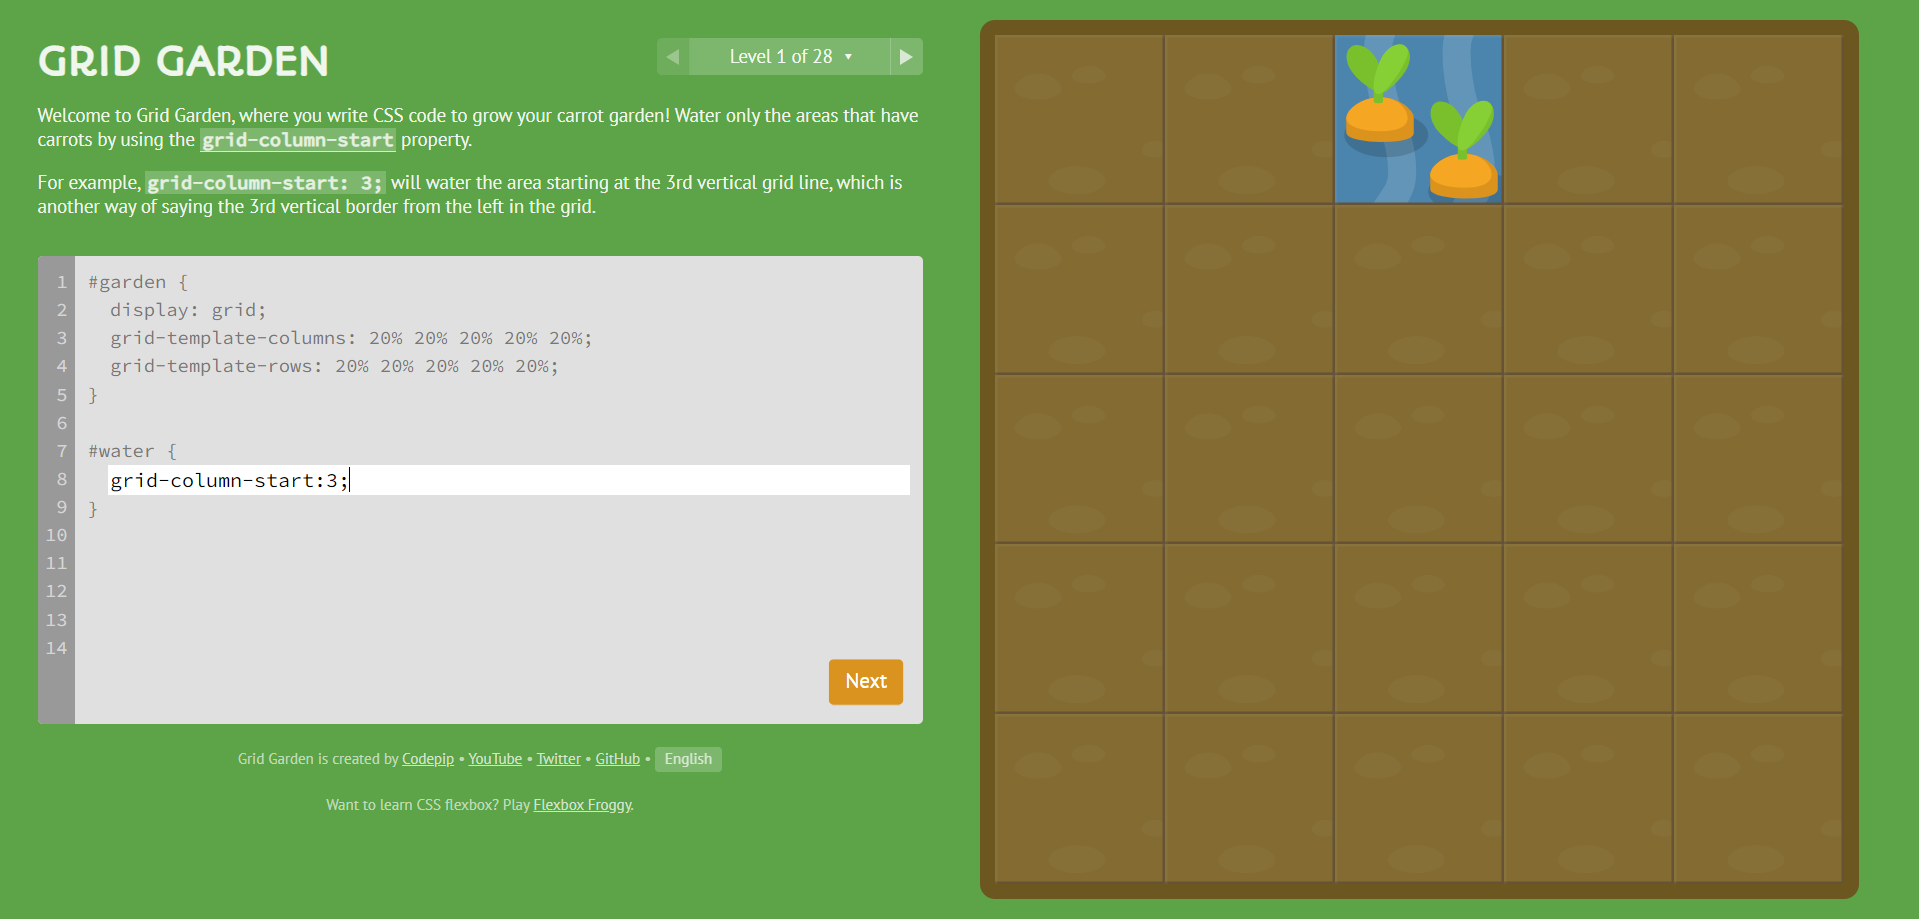 GRID GARDEN
Level 1 of 28 ▼
Welcome to Grid Garden, where you write CSS code to grow your carrot garden! Water only the areas that have
carrots by using the grid-column-start property.
For example, grid-column-start: 3; will water the area starting at the 3rd vertical grid line, which is
another way of saying the 3rd vertical border from the left in the grid.
1 #garden {
2 display: grid;
3 grid-template-columns: 20% 20% 20% 20% 20%;
4 grid-template-rows: 20% 20% 20% 20% 20%;
5 }
6
7 #water {
8 grid-column-start:3;
9 }
10
11
12
13
14
Next
Grid Garden is created by Codepip • YouTube • Twitter • GitHub • English
Want to learn CSS flexbox? Play Flexbox Froggy.